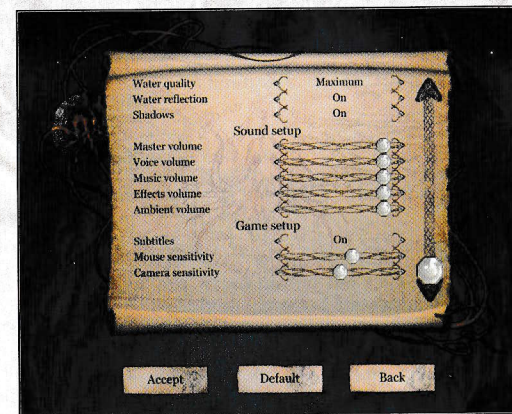 Water quality Maximum
Water reflection On
Shadows On
Sound setup
Master volume
Voice volume
Music volume
Effects volume
Ambient volume
Game setup
Subtitles On
Mouse sensitivity
Camera sensitivity
Accept Default Back